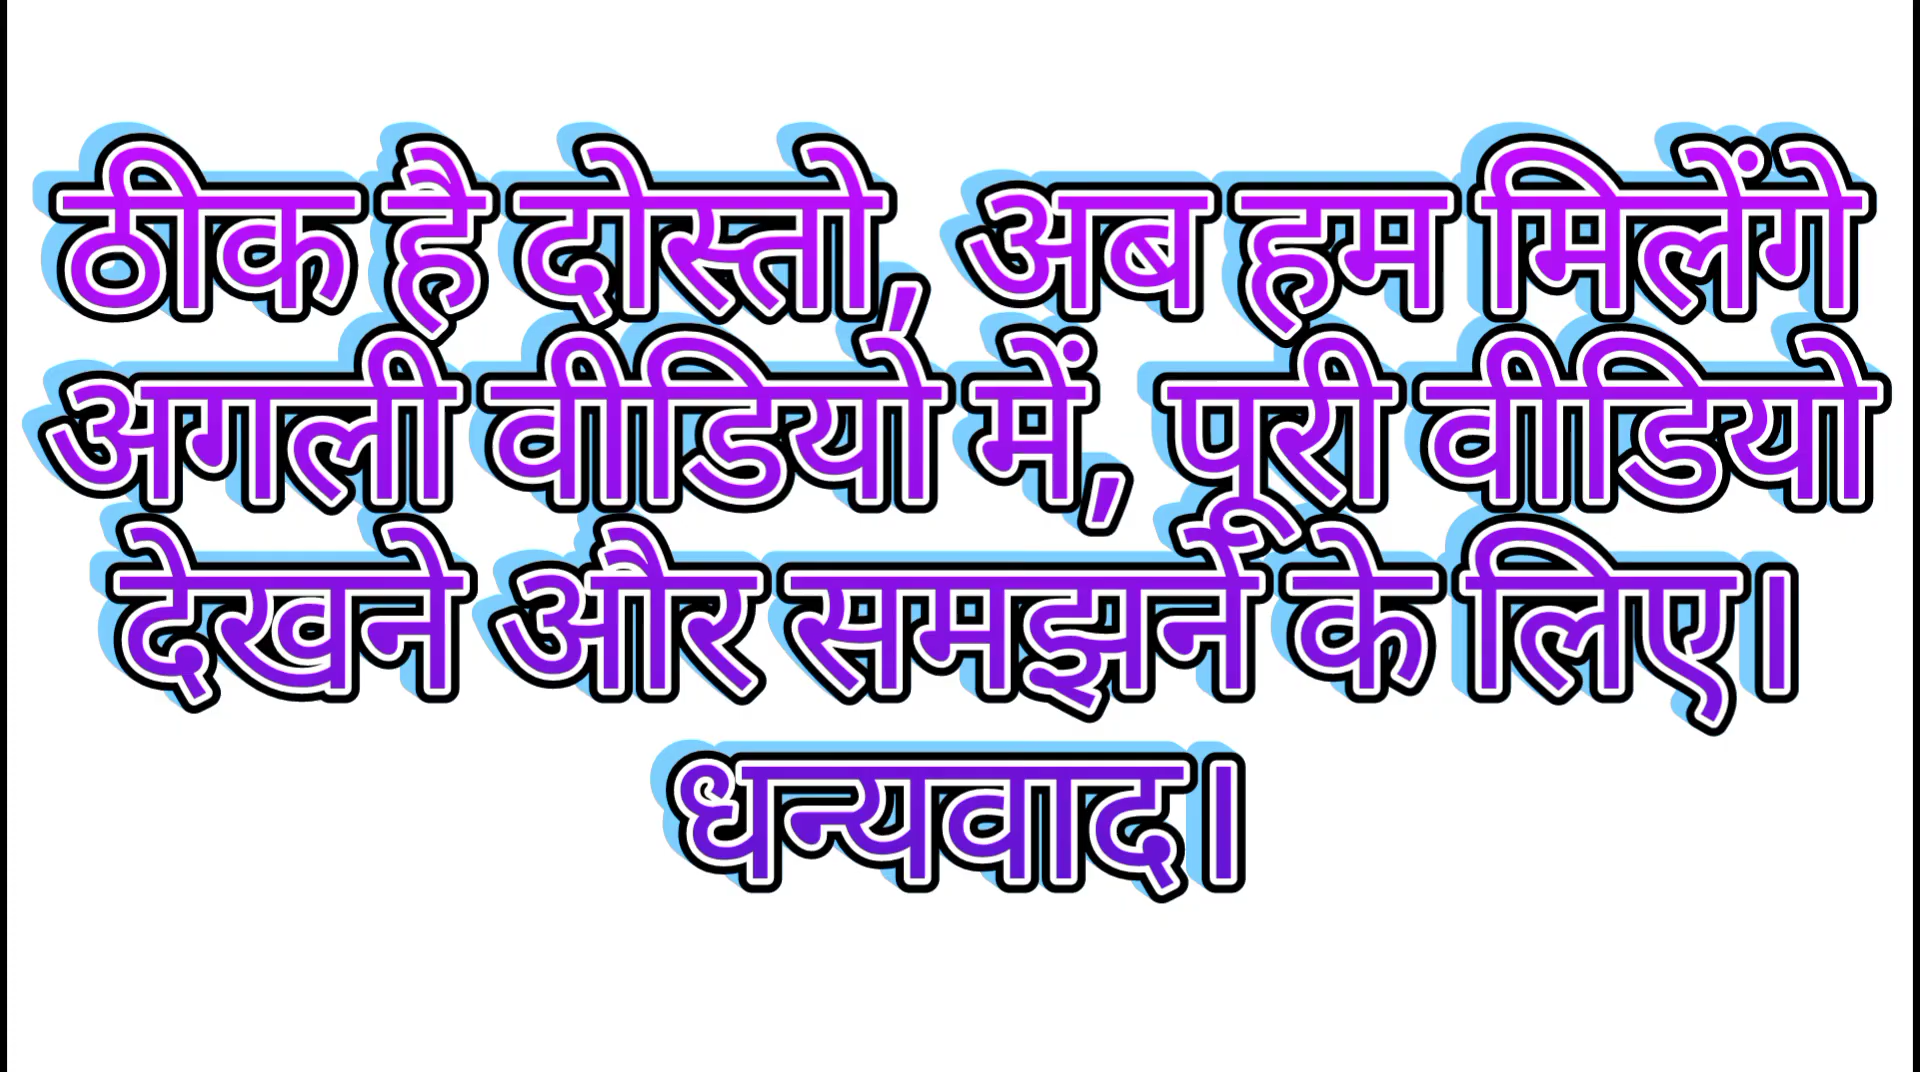 ठीक है दोस्तो, अब हम मिलेंगे
अगली वीडियो में, पूरी वीडियो
देखने और समझने के लिए।
धन्यवाद।